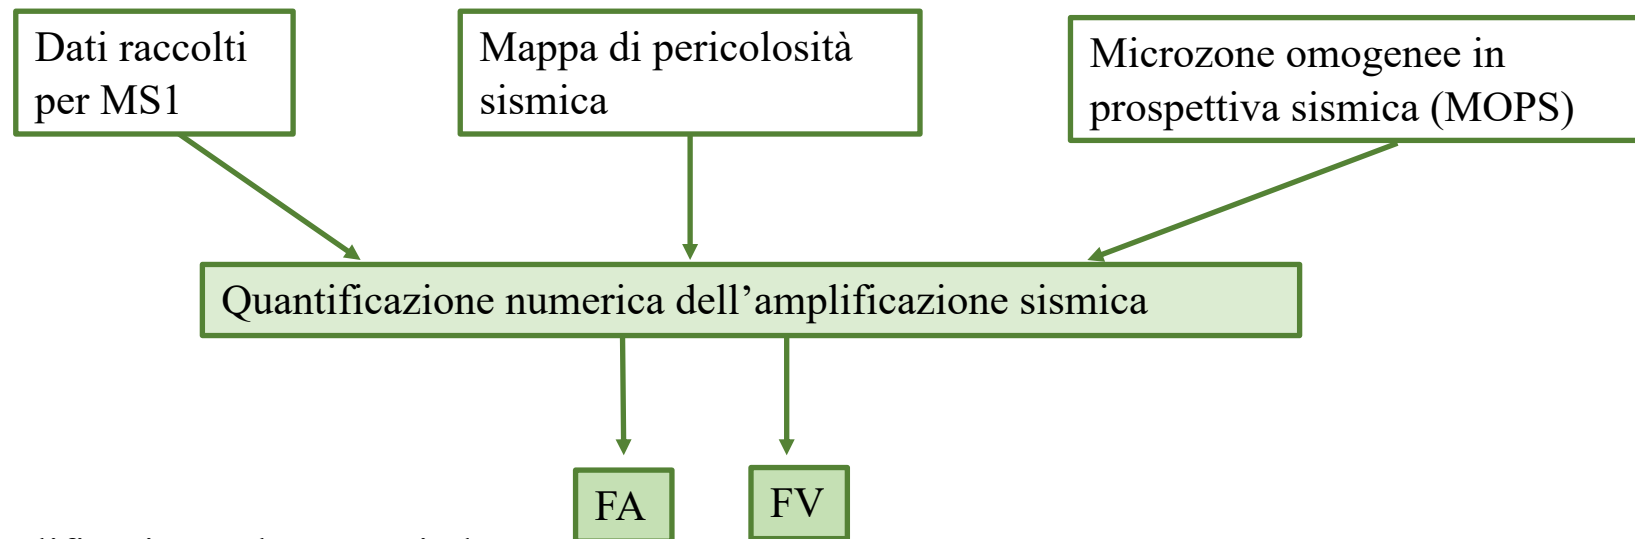 Dati raccolti
per MS1
Mappa di pericolosità
sismica
Microzone omogenee in
prospettiva sismica (MOPS)
Quantificazione numerica dell’amplificazione sismica
FA
FV